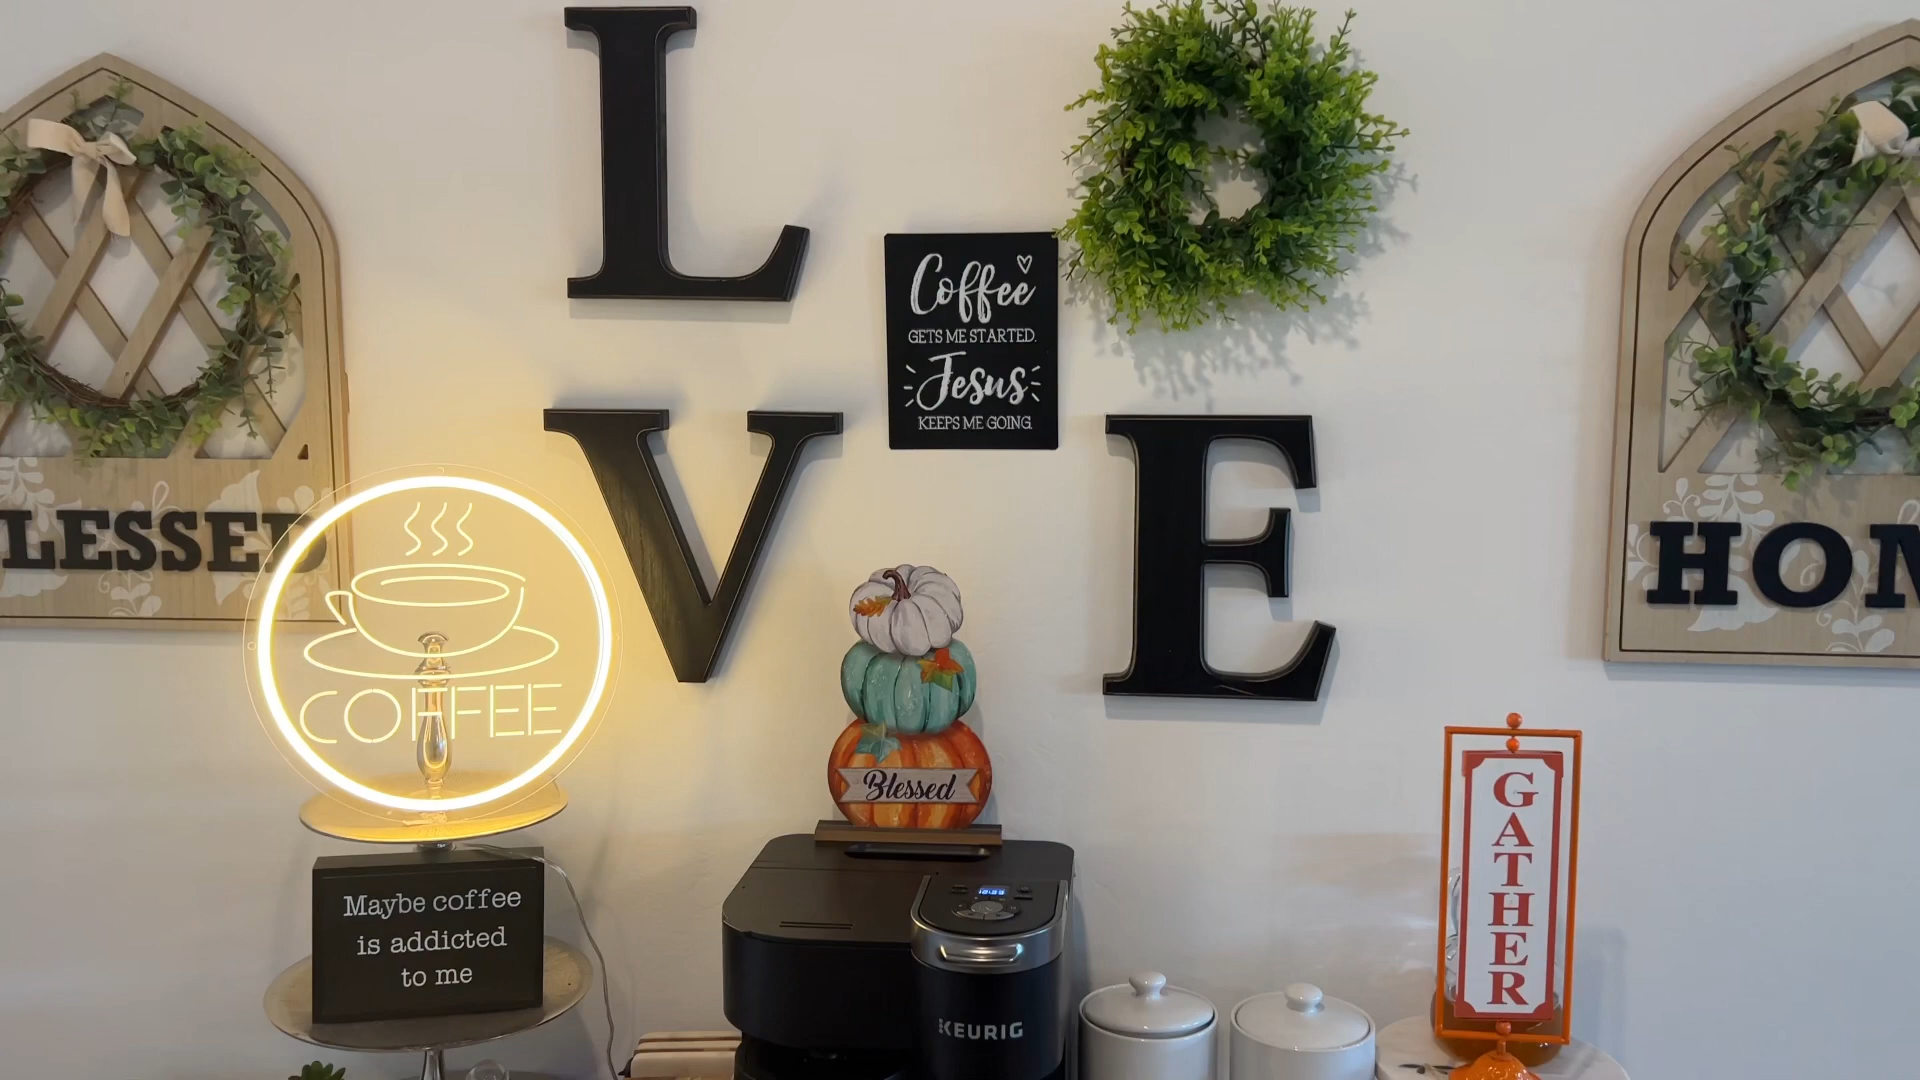 L
V E
Coffee
GETS ME STARTED.
Jesus
KEEPS ME GOING.
LESSED
HOM
COFFEE
Blessed
Maybe coffee
is addicted
to me
KEURIG
GATHER